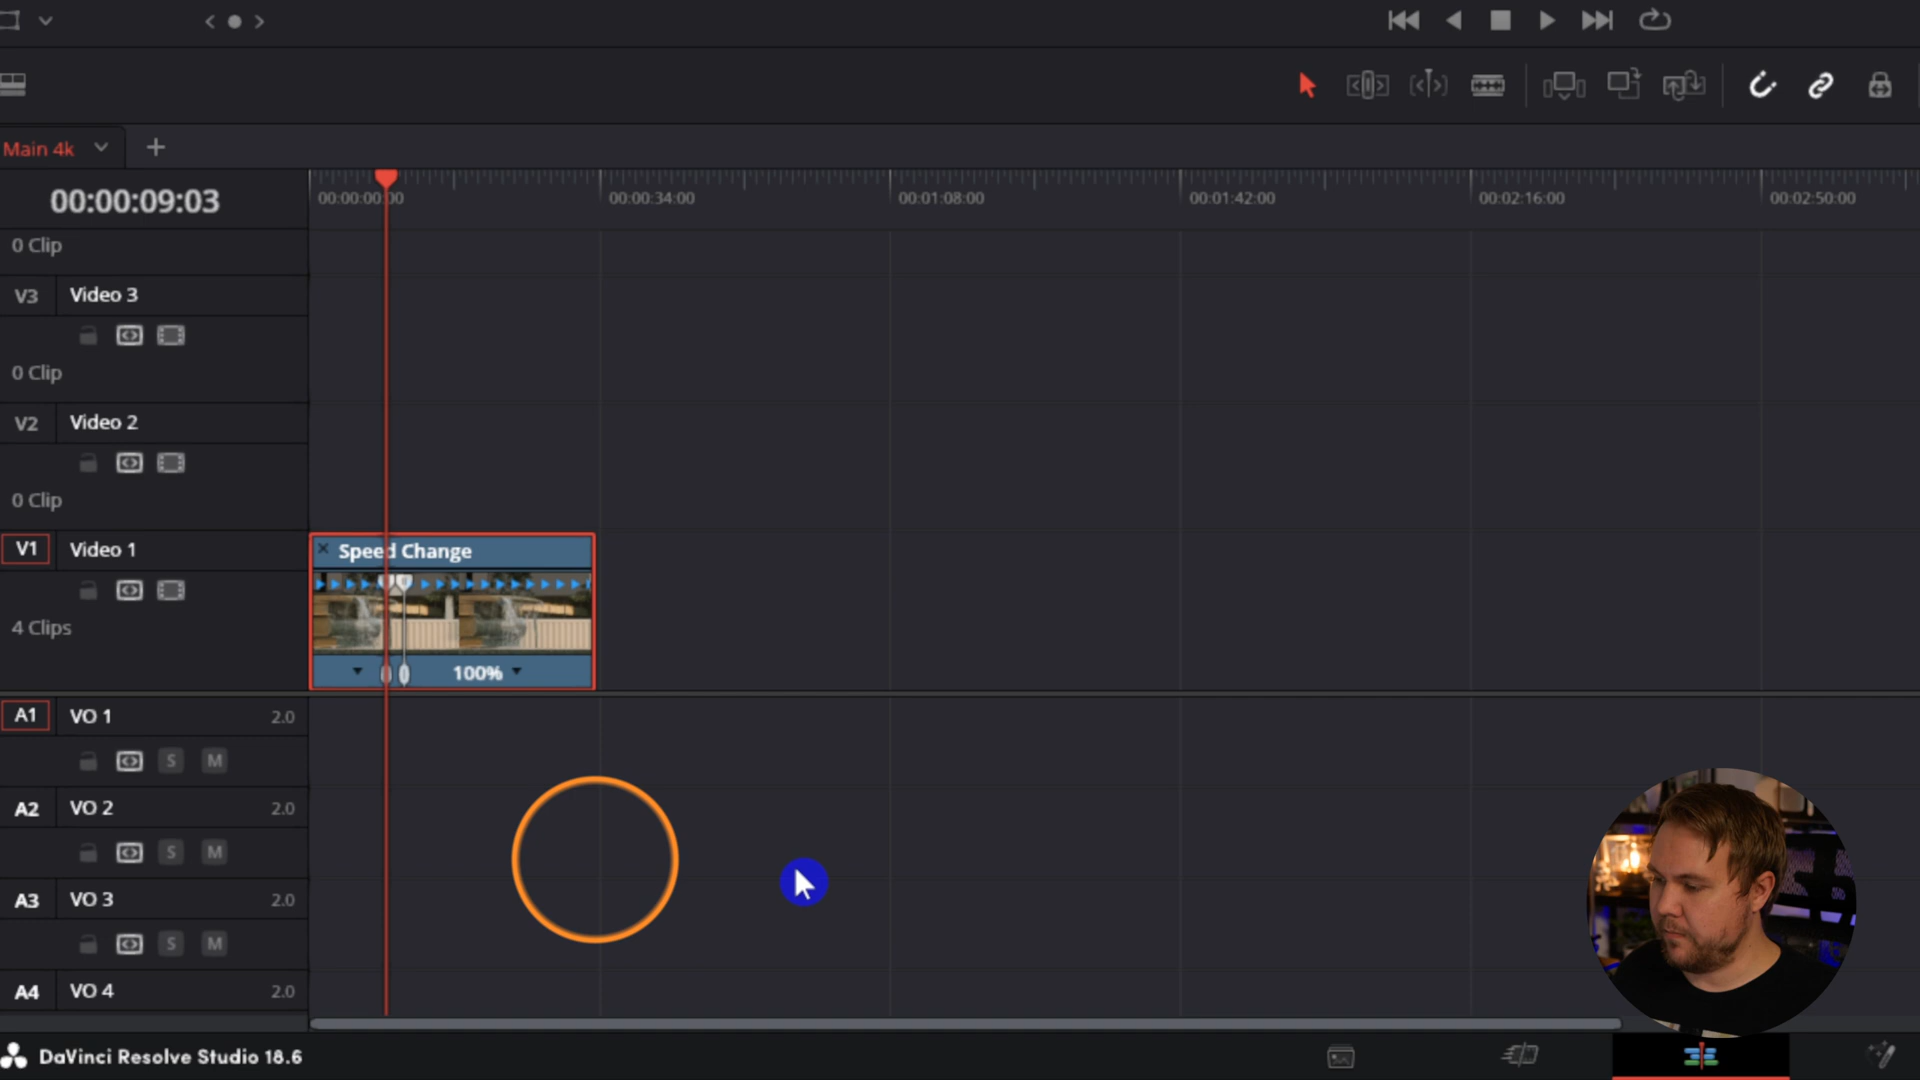 Main 4k
00:00:09:03
00:00:00:00
00:00:34:00
00:01:08:00
00:01:42:00
00:02:16:00
00:02:50:00
0 Clip
V3 Video 3
0 Clip
V2 Video 2
0 Clip
V1 Video 1
4 Clips
Speed Change
100%
A1 VO 1 2.0
S M
A2 VO 2 2.0
S M
A3 VO 3 2.0
S M
A4 VO 4 2.0
DaVinci Resolve Studio 18.6